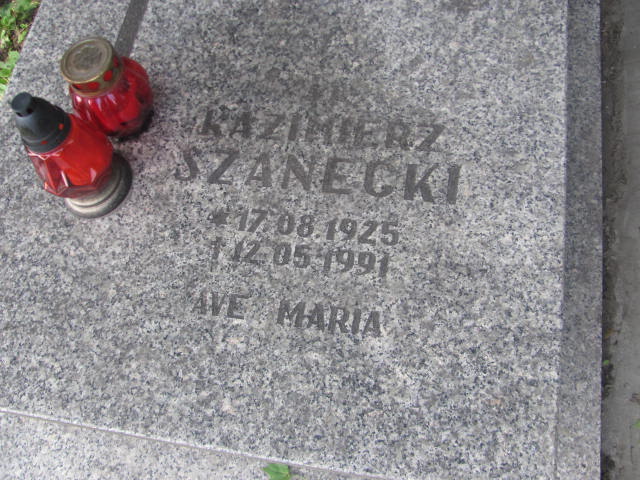 KAZIMIERZ
SZANECKI
* 17.08.1925
† 12.05.1991
AVE MARIA